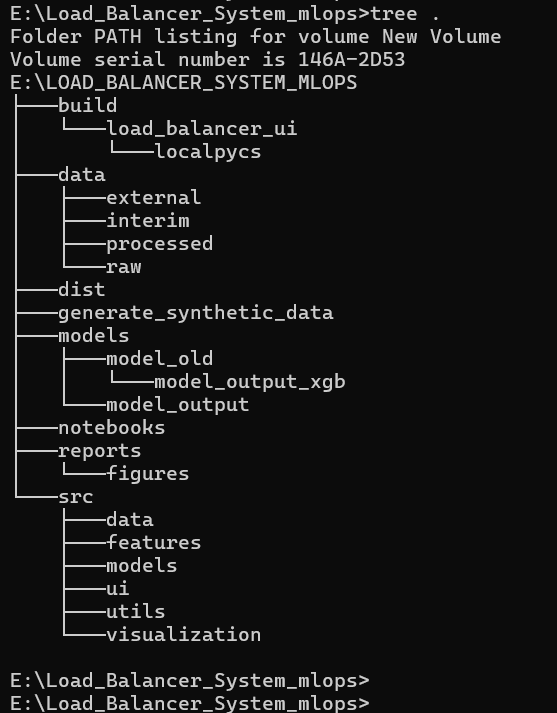 E:\Load_Balancer_System_mlops>tree .
Folder PATH listing for volume New Volume
Volume serial number is 146A-2D53
E:\LOAD_BALANCER_SYSTEM_MLOPS
├───build
│   └───load_balancer_ui
│       └───localpycs
├───data
│   ├───external
│   ├───interim
│   ├───processed
│   └───raw
├───dist
├───generate_synthetic_data
├───models
│   ├───model_old
│   │   └───model_output_xgb
│   └───model_output
├───notebooks
├───reports
│   └───figures
└───src
    ├───data
    ├───features
    ├───models
    ├───ui
    ├───utils
    └───visualization

E:\Load_Balancer_System_mlops>
E:\Load_Balancer_System_mlops>